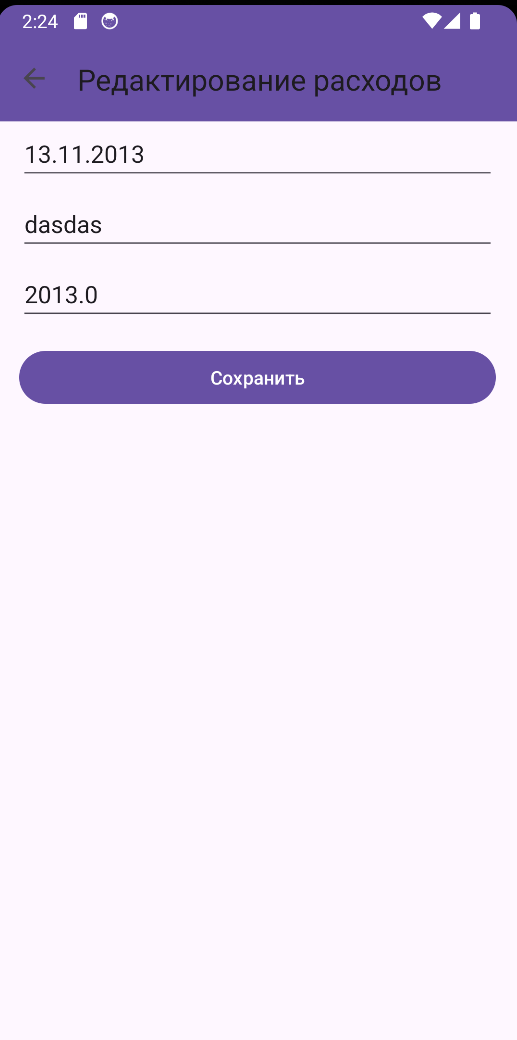 2:24
Редактирование расходов
13.11.2013
dasdas
2013.0
Сохранить